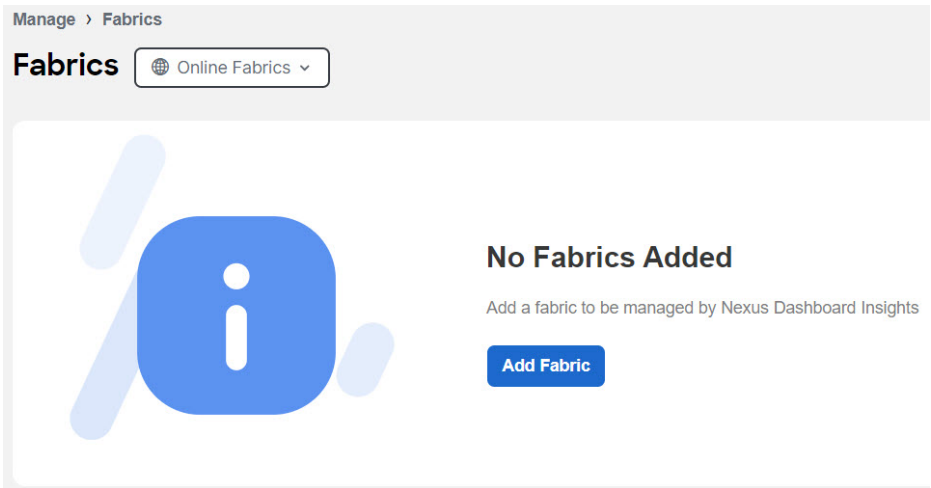 Manage > Fabrics
Fabrics Online Fabrics
No Fabrics Added
Add a fabric to be managed by Nexus Dashboard Insights
Add Fabric